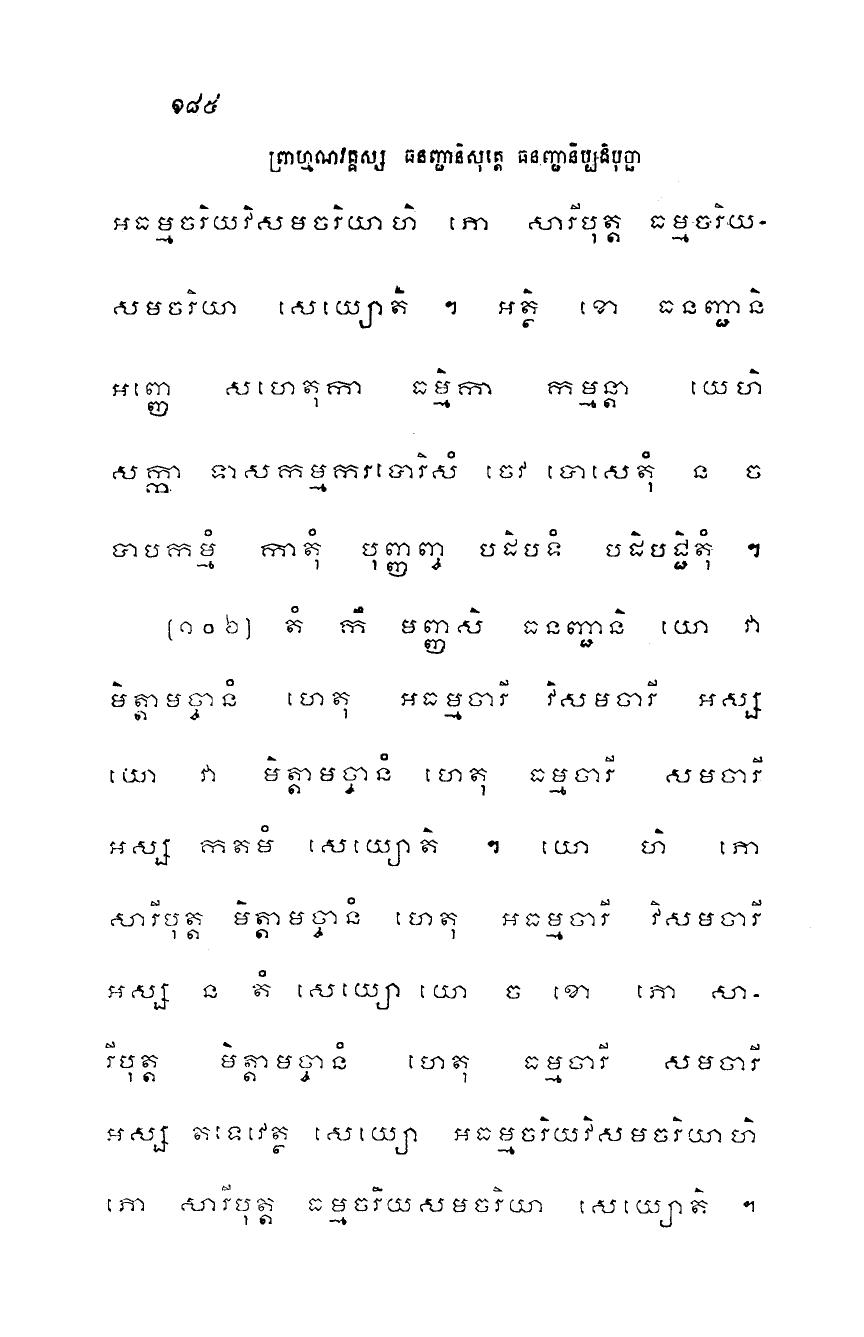 ១៨៥
ព្រាហ្មណវគ្គស្ស ធនញ្ជានិសុត្តេ ធនញ្ជានិប្បដិបុច្ឆា
អធម្មចរិយវិសមចរិយាហិ ភោ សារីបុត្ត ធម្មចរិយ-
សមចរិយា សេយ្យោតិ ។ អត្ថិ ខោ ធនញ្ជានិ
អញ្ញេ សហេតុកា ធម្មិកា កម្មន្តា យេហិ
សក្កា ទាសកម្មករបោរិសំ ចេវ បោសេតុំ ន ច
បាបកម្មំ កាតុំ បុញ្ញញ្ច បដិបទំ បដិបជ្ជិតុំ ។
[១០៦] តំ កឹ មញ្ញសិ ធនញ្ជានិ យោ វា
មិត្តាមច្ចានំ ហេតុ អធម្មចារី វិសមចារី អស្ស
យោ វា មិត្តាមច្ចានំ ហេតុ ធម្មចារី សមចារី
អស្ស កតមំ សេយ្យោតិ ។ យោ ហិ ភោ
សារីបុត្ត មិត្តាមច្ចានំ ហេតុ អធម្មចារី វិសមចារី
អស្ស ន តំ សេយ្យោ យោ ច ខោ ភោ សា-
រីបុត្ត មិត្តាមច្ចានំ ហេតុ ធម្មចារី សមចារី
អស្ស តទេវេត្ថ សេយ្យោ អធម្មចរិយវិសមចរិយាហិ
ភោ សារីបុត្ត ធម្មចរិយសមចរិយា សេយ្យោតិ ។